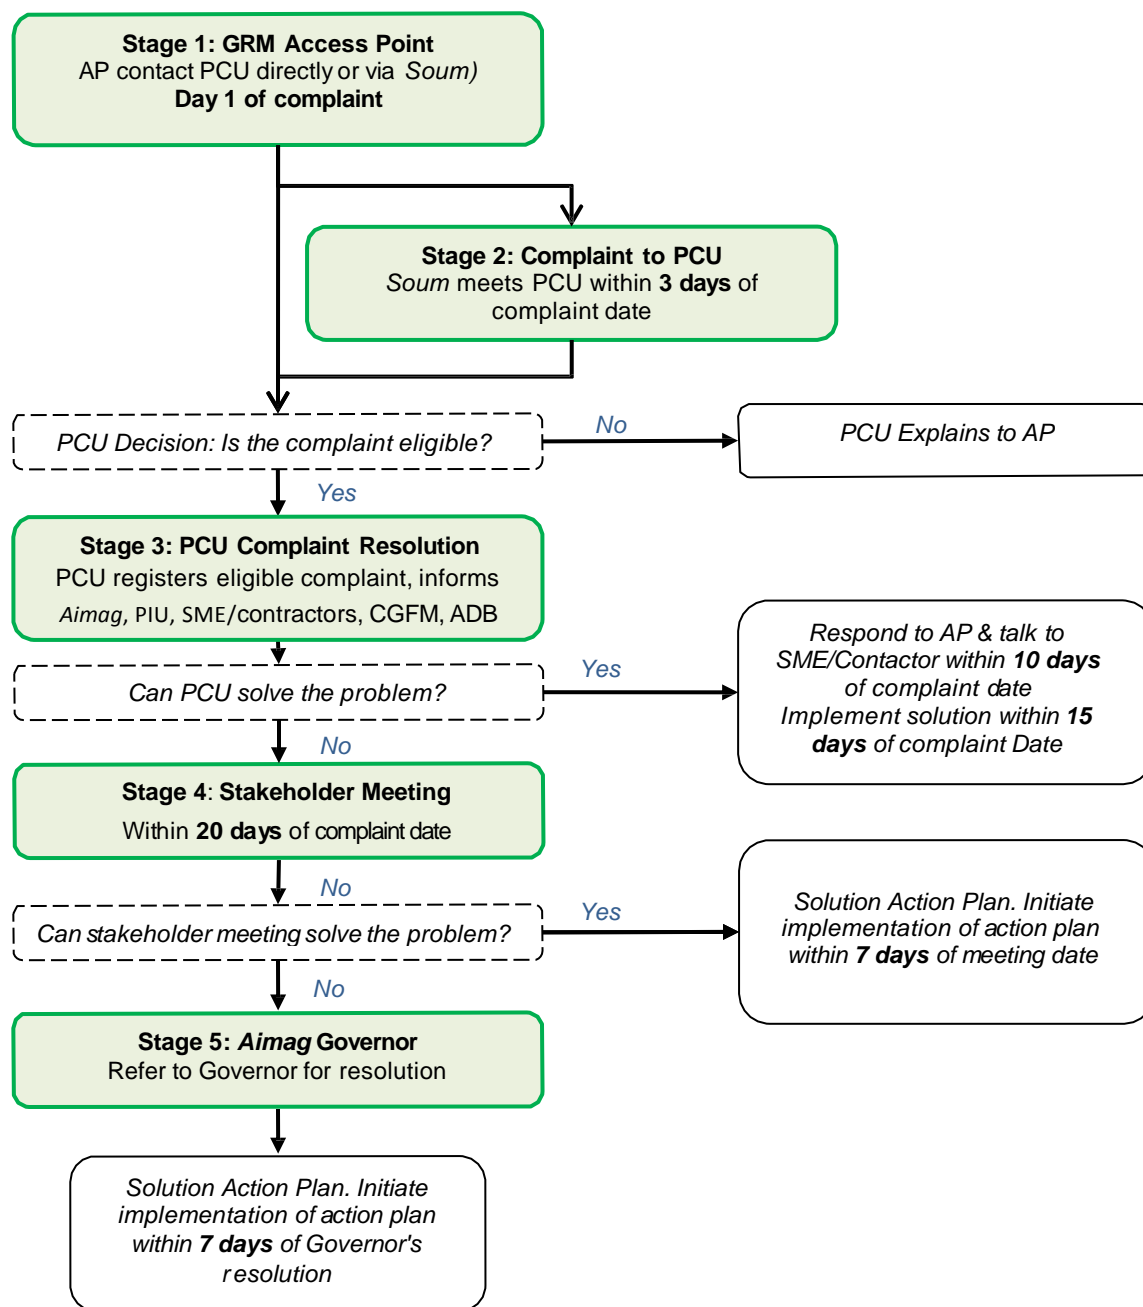 Stage 1: GRM Access Point
AP contact PCU directly or via Soum)
Day 1 of complaint
Stage 2: Complaint to PCU
Soum meets PCU within 3 days of
complaint date
PCU Decision: Is the complaint eligible?
No
PCU Explains to AP
Yes
Stage 3: PCU Complaint Resolution
PCU registers eligible complaint, informs
Aimag, PIU, SME/contractors, CGFM, ADB
Can PCU solve the problem?
Yes
Respond to AP & talk to
SME/Contactor within 10 days
of complaint date
Implement solution within 15
days of complaint Date
No
Stage 4: Stakeholder Meeting
Within 20 days of complaint date
No
Can stakeholder meeting solve the problem?
Yes
Solution Action Plan. Initiate
implementation of action plan
within 7 days of meeting date
No
Stage 5: Aimag Governor
Refer to Governor for resolution
Solution Action Plan. Initiate
implementation of action plan
within 7 days of Governor's
resolution